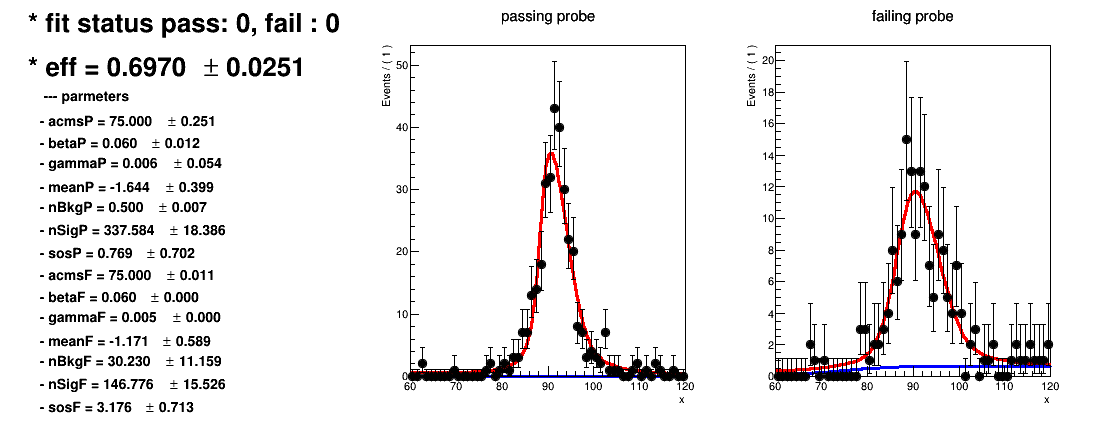 * fit status pass: 0, fail : 0
* eff = 0.6970 ± 0.0251
--- parmeters
- acmsP = 75.000 ± 0.251
- betaP = 0.060 ± 0.012
- gammaP = 0.006 ± 0.054
- meanP = -1.644 ± 0.399
- nBkgP = 0.500 ± 0.007
- nSigP = 337.584 ± 18.386
- sosP = 0.769 ± 0.702
- acmsF = 75.000 ± 0.011
- betaF = 0.060 ± 0.000
- gammaF = 0.005 ± 0.000
- meanF = -1.171 ± 0.589
- nBkgF = 30.230 ± 11.159
- nSigF = 146.776 ± 15.526
- sosF = 3.176 ± 0.713
passing probe
Events / ( 1 )
50
40
30
20
10
0
60 70 80 90 100 110 120
x
failing probe
Events / ( 1 )
20
18
16
14
12
10
8
6
4
2
0
60 70 80 90 100 110 120
x